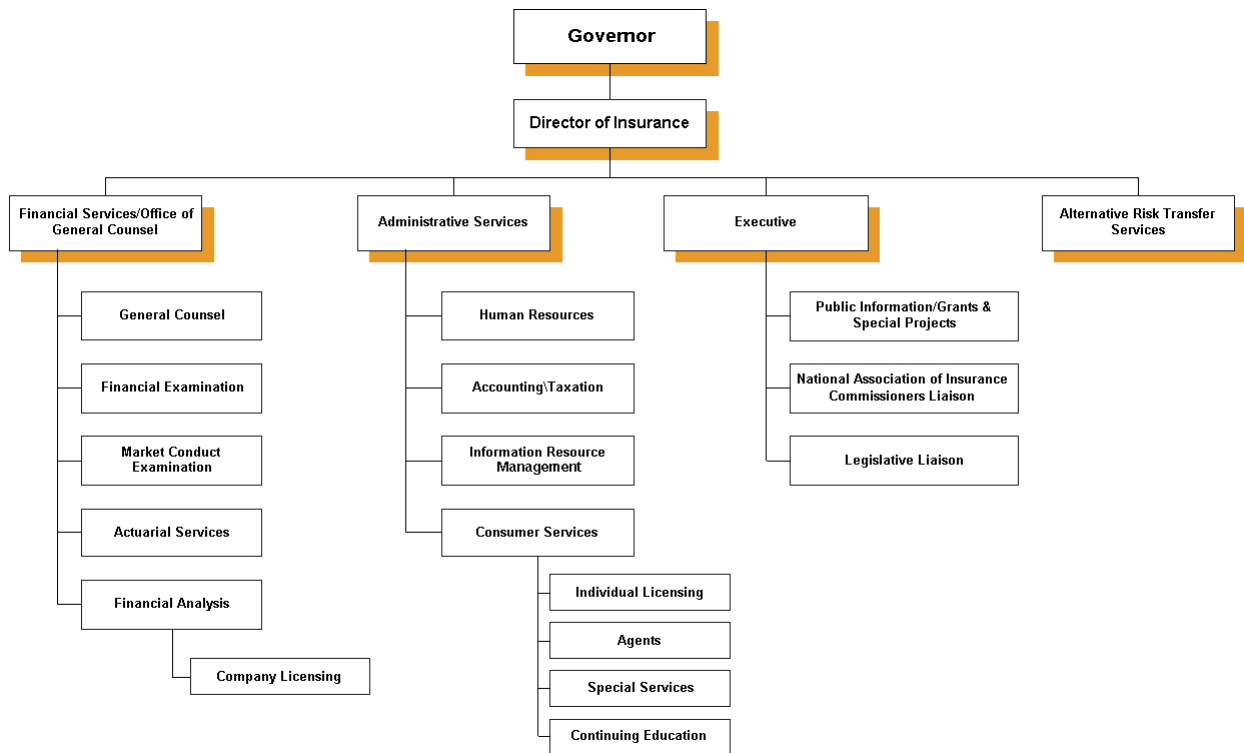 Governor
Director of Insurance
Financial Services/Office of
General Counsel
Administrative Services
Executive
Alternative Risk Transfer
Services
General Counsel
Financial Examination
Market Conduct
Examination
Actuarial Services
Financial Analysis
Company Licensing
Human Resources
Accounting\Taxation
Information Resource
Management
Consumer Services
Individual Licensing
Agents
Special Services
Continuing Education
Public Information/Grants &
Special Projects
National Association of Insurance
Commissioners Liaison
Legislative Liaison